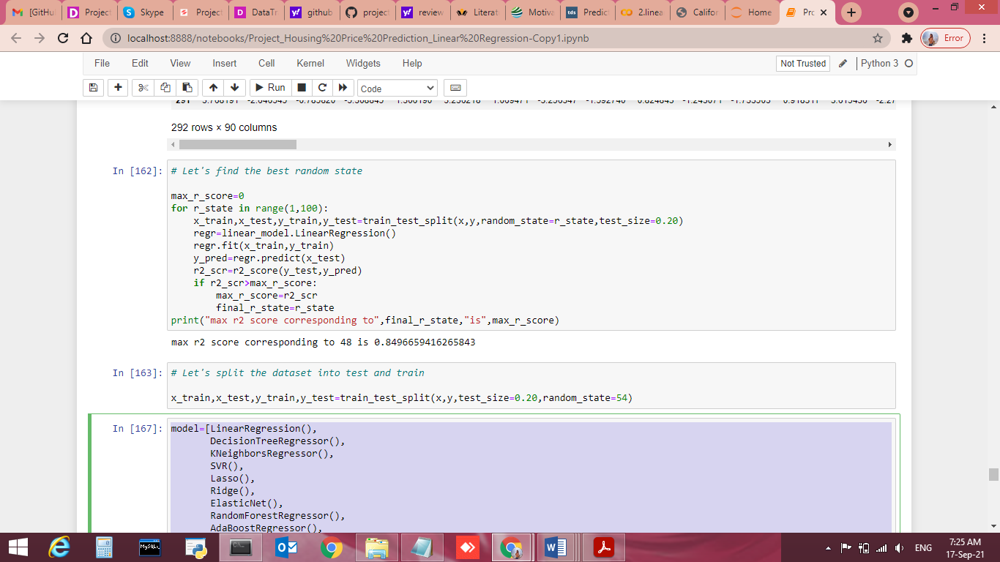 [GitHu
Project
Skype
Project
DataTr
github
project
review
Literat
Motiva
Predic
2.linea
Califor
Home
Pro
localhost:8888/notebooks/Project_Housing%20Price%20Prediction_Linear%20Regression-Copy1.ipynb
Error
File Edit View Insert Cell Kernel Widgets Help
Not Trusted
Python 3
Run
Code
292 rows × 90 columns
In [162]:
# Let's find the best random state
max_r_score=0
for r_state in range(1,100):
    x_train,x_test,y_train,y_test=train_test_split(x,y,random_state=r_state,test_size=0.20)
    regr=linear_model.LinearRegression()
    regr.fit(x_train,y_train)
    y_pred=regr.predict(x_test)
    r2_scr=r2_score(y_test,y_pred)
    if r2_scr>max_r_score:
        max_r_score=r2_scr
        final_r_state=r_state
print("max r2 score corresponding to",final_r_state,"is",max_r_score)
max r2 score corresponding to 48 is 0.8496659416265843
In [163]:
# Let's split the dataset into test and train
x_train,x_test,y_train,y_test=train_test_split(x,y,test_size=0.20,random_state=54)
In [167]:
model=[LinearRegression(),
       DecisionTreeRegressor(),
       KNeighborsRegressor(),
       SVR(),
       Lasso(),
       Ridge(),
       ElasticNet(),
       RandomForestRegressor(),
       AdaBoostRegressor(),
ENG
7:25 AM
17-Sep-21